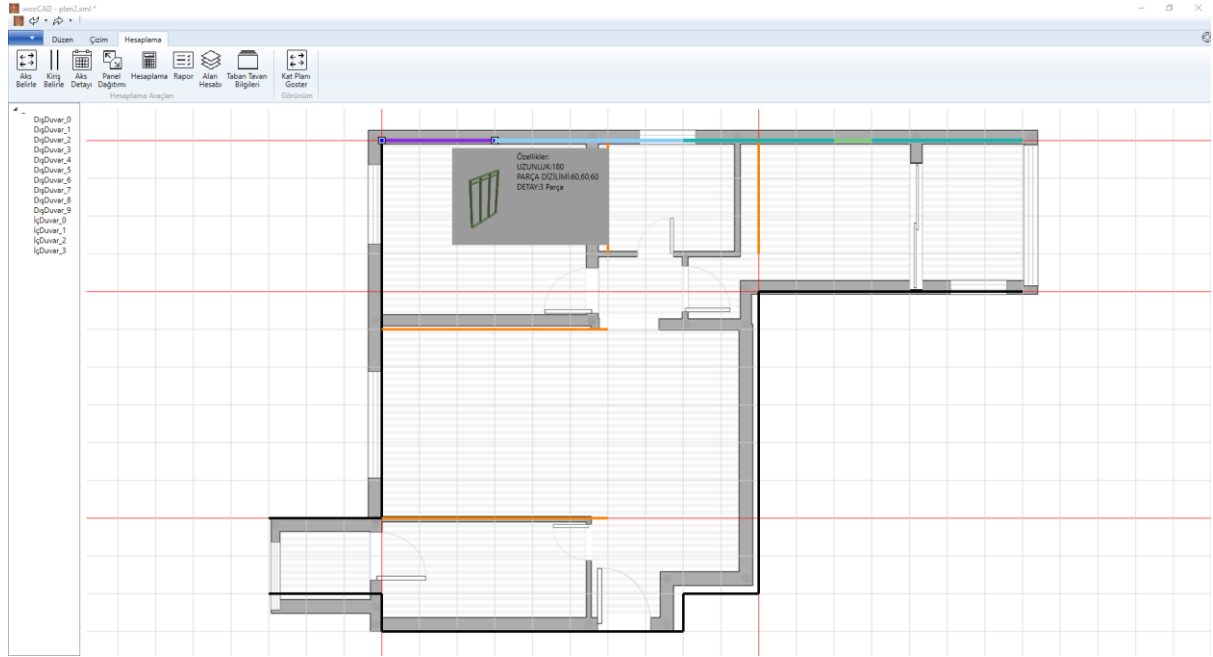 wooCAD - plan2.xml *
Düzen Çizim Hesaplama
Aks Belirle
Kiriş Belirle
Aks Detayı
Panel Dağıtımı
Hesaplama
Rapor
Alan Hesabı
Taban Tavan Bilgileri
Kat Planı Goster
Hesaplama Araçları
Görünüm
DışDuvar_0
DışDuvar_1
DışDuvar_2
DışDuvar_3
DışDuvar_4
DışDuvar_5
DışDuvar_6
DışDuvar_7
DışDuvar_8
DışDuvar_9
İçDuvar_0
İçDuvar_1
İçDuvar_2
İçDuvar_3
Özellikler:
UZUNLUK:180
PARÇA DİZİLİMİ:60,60,60
DETAY:3 Parça